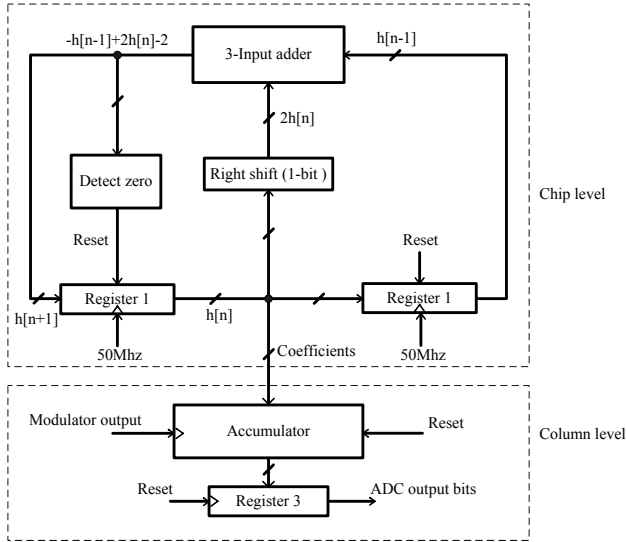 -h[n-1]+2h[n]-2
3-Input adder
h[n-1]
2h[n]
Detect zero
Right shift (1-bit )
Chip level
Reset
Reset
Register 1
Register 1
h[n+1]
h[n]
50Mhz
50Mhz
Coefficients
Modulator output
Accumulator
Reset
Column level
Reset
Register 3
ADC output bits